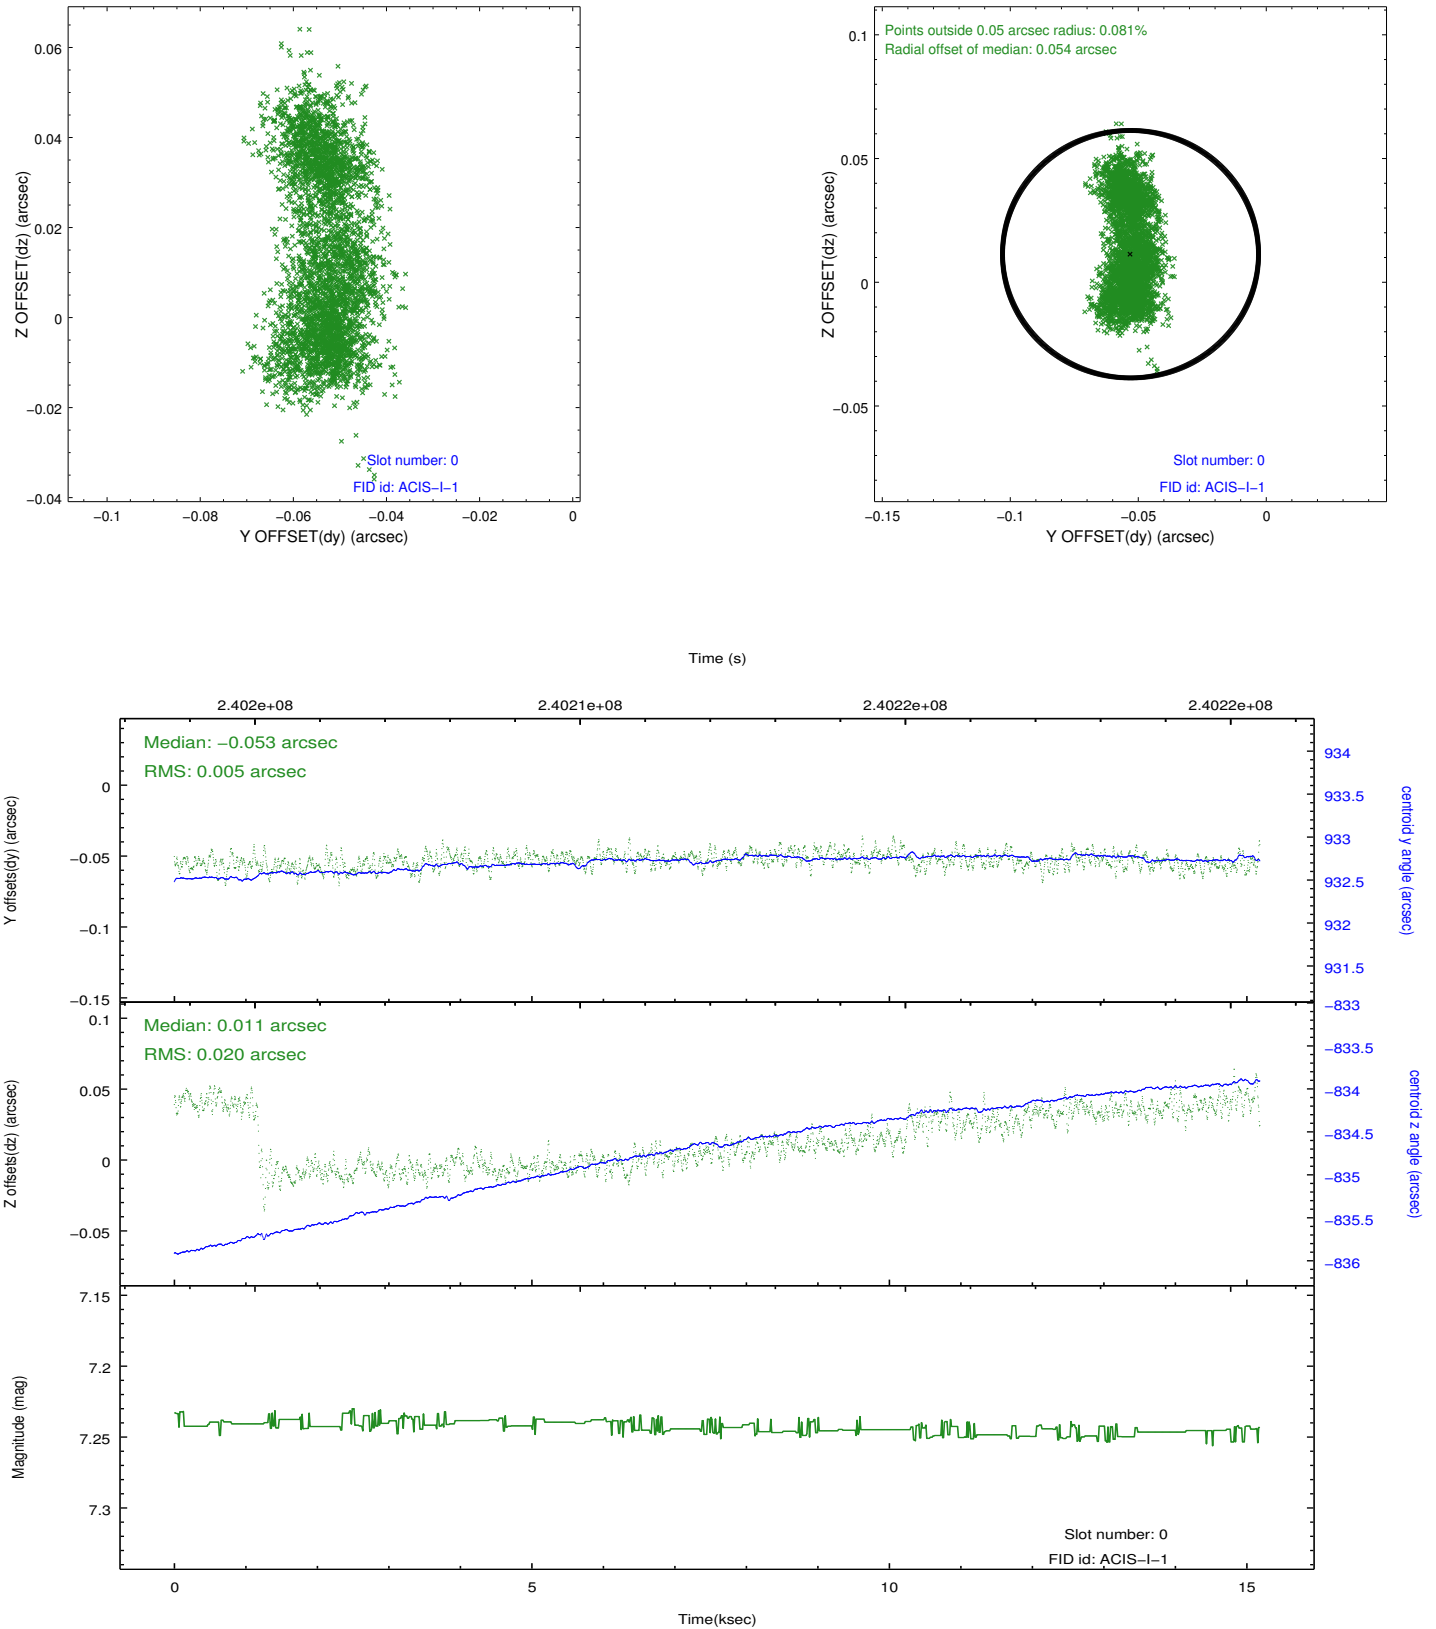 0.06
0.04
0.02
0
−0.02
−0.04
Z OFFSET(dz) (arcsec)
Slot number: 0
FID id: ACIS−I−1
−0.1
−0.08
−0.06
−0.04
−0.02
0
Y OFFSET(dy) (arcsec)
Points outside 0.05 arcsec radius: 0.081%
Radial offset of median: 0.054 arcsec
0.1
0.05
0
−0.05
Z OFFSET(dz) (arcsec)
Slot number: 0
FID id: ACIS−I−1
−0.15
−0.1
−0.05
0
Y OFFSET(dy) (arcsec)
Time (s)
2.402e+08
2.4021e+08
2.4022e+08
2.4022e+08
Median: −0.053 arcsec
RMS: 0.005 arcsec
0
−0.05
−0.1
−0.15
Y offsets(dy) (arcsec)
934
933.5
933
932.5
932
931.5
centroid y angle (arcsec)
Median: 0.011 arcsec
RMS: 0.020 arcsec
0.1
0.05
0
−0.05
Z offsets(dz) (arcsec)
−833
−833.5
−834
−834.5
−835
−835.5
−836
centroid z angle (arcsec)
7.15
7.2
7.25
7.3
Magnitude (mag)
Slot number: 0
FID id: ACIS−I−1
0
5
10
15
Time(ksec)